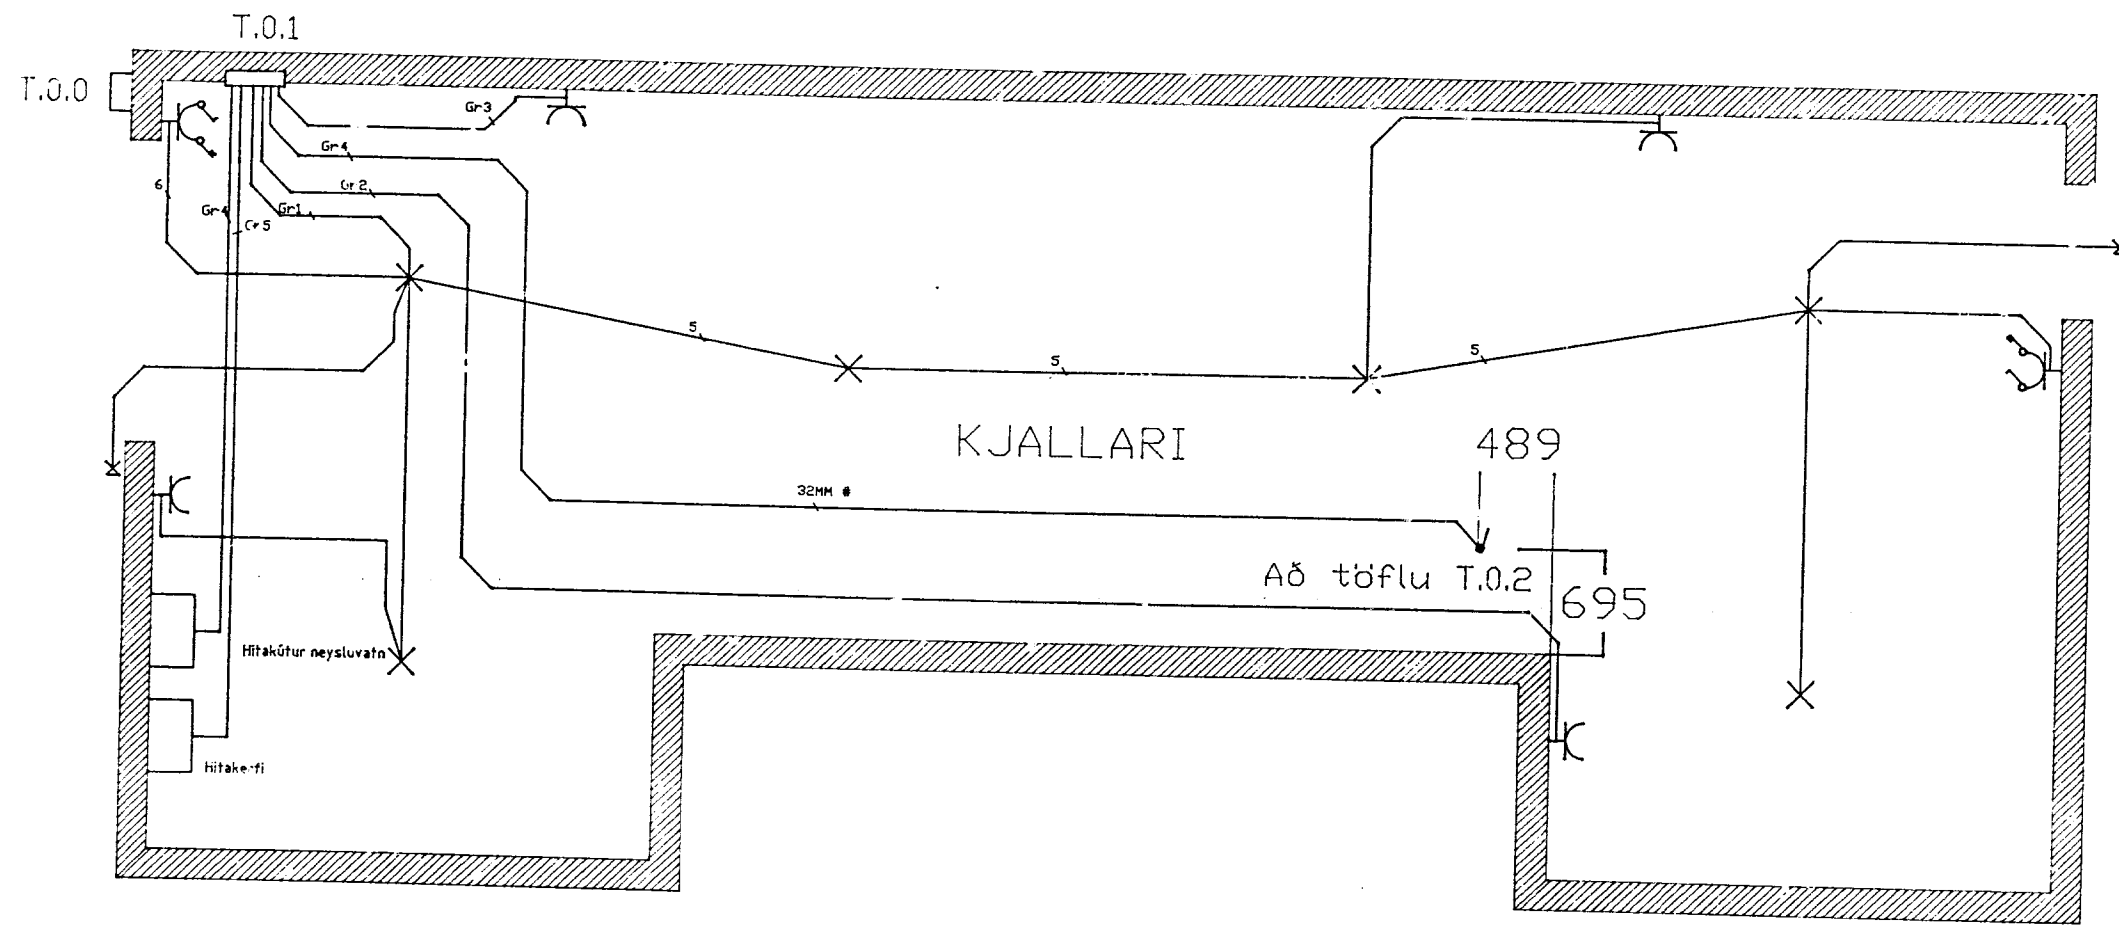 T.0.1
T.0.0
Gr3
Gr4
6
Gr2
Gr4
Gr1
Gr5
5
5
5
KJALLARI
489
32MM #
Að töflu T.0.2
695
Hitakútur neysluvatn
Hitakerfi